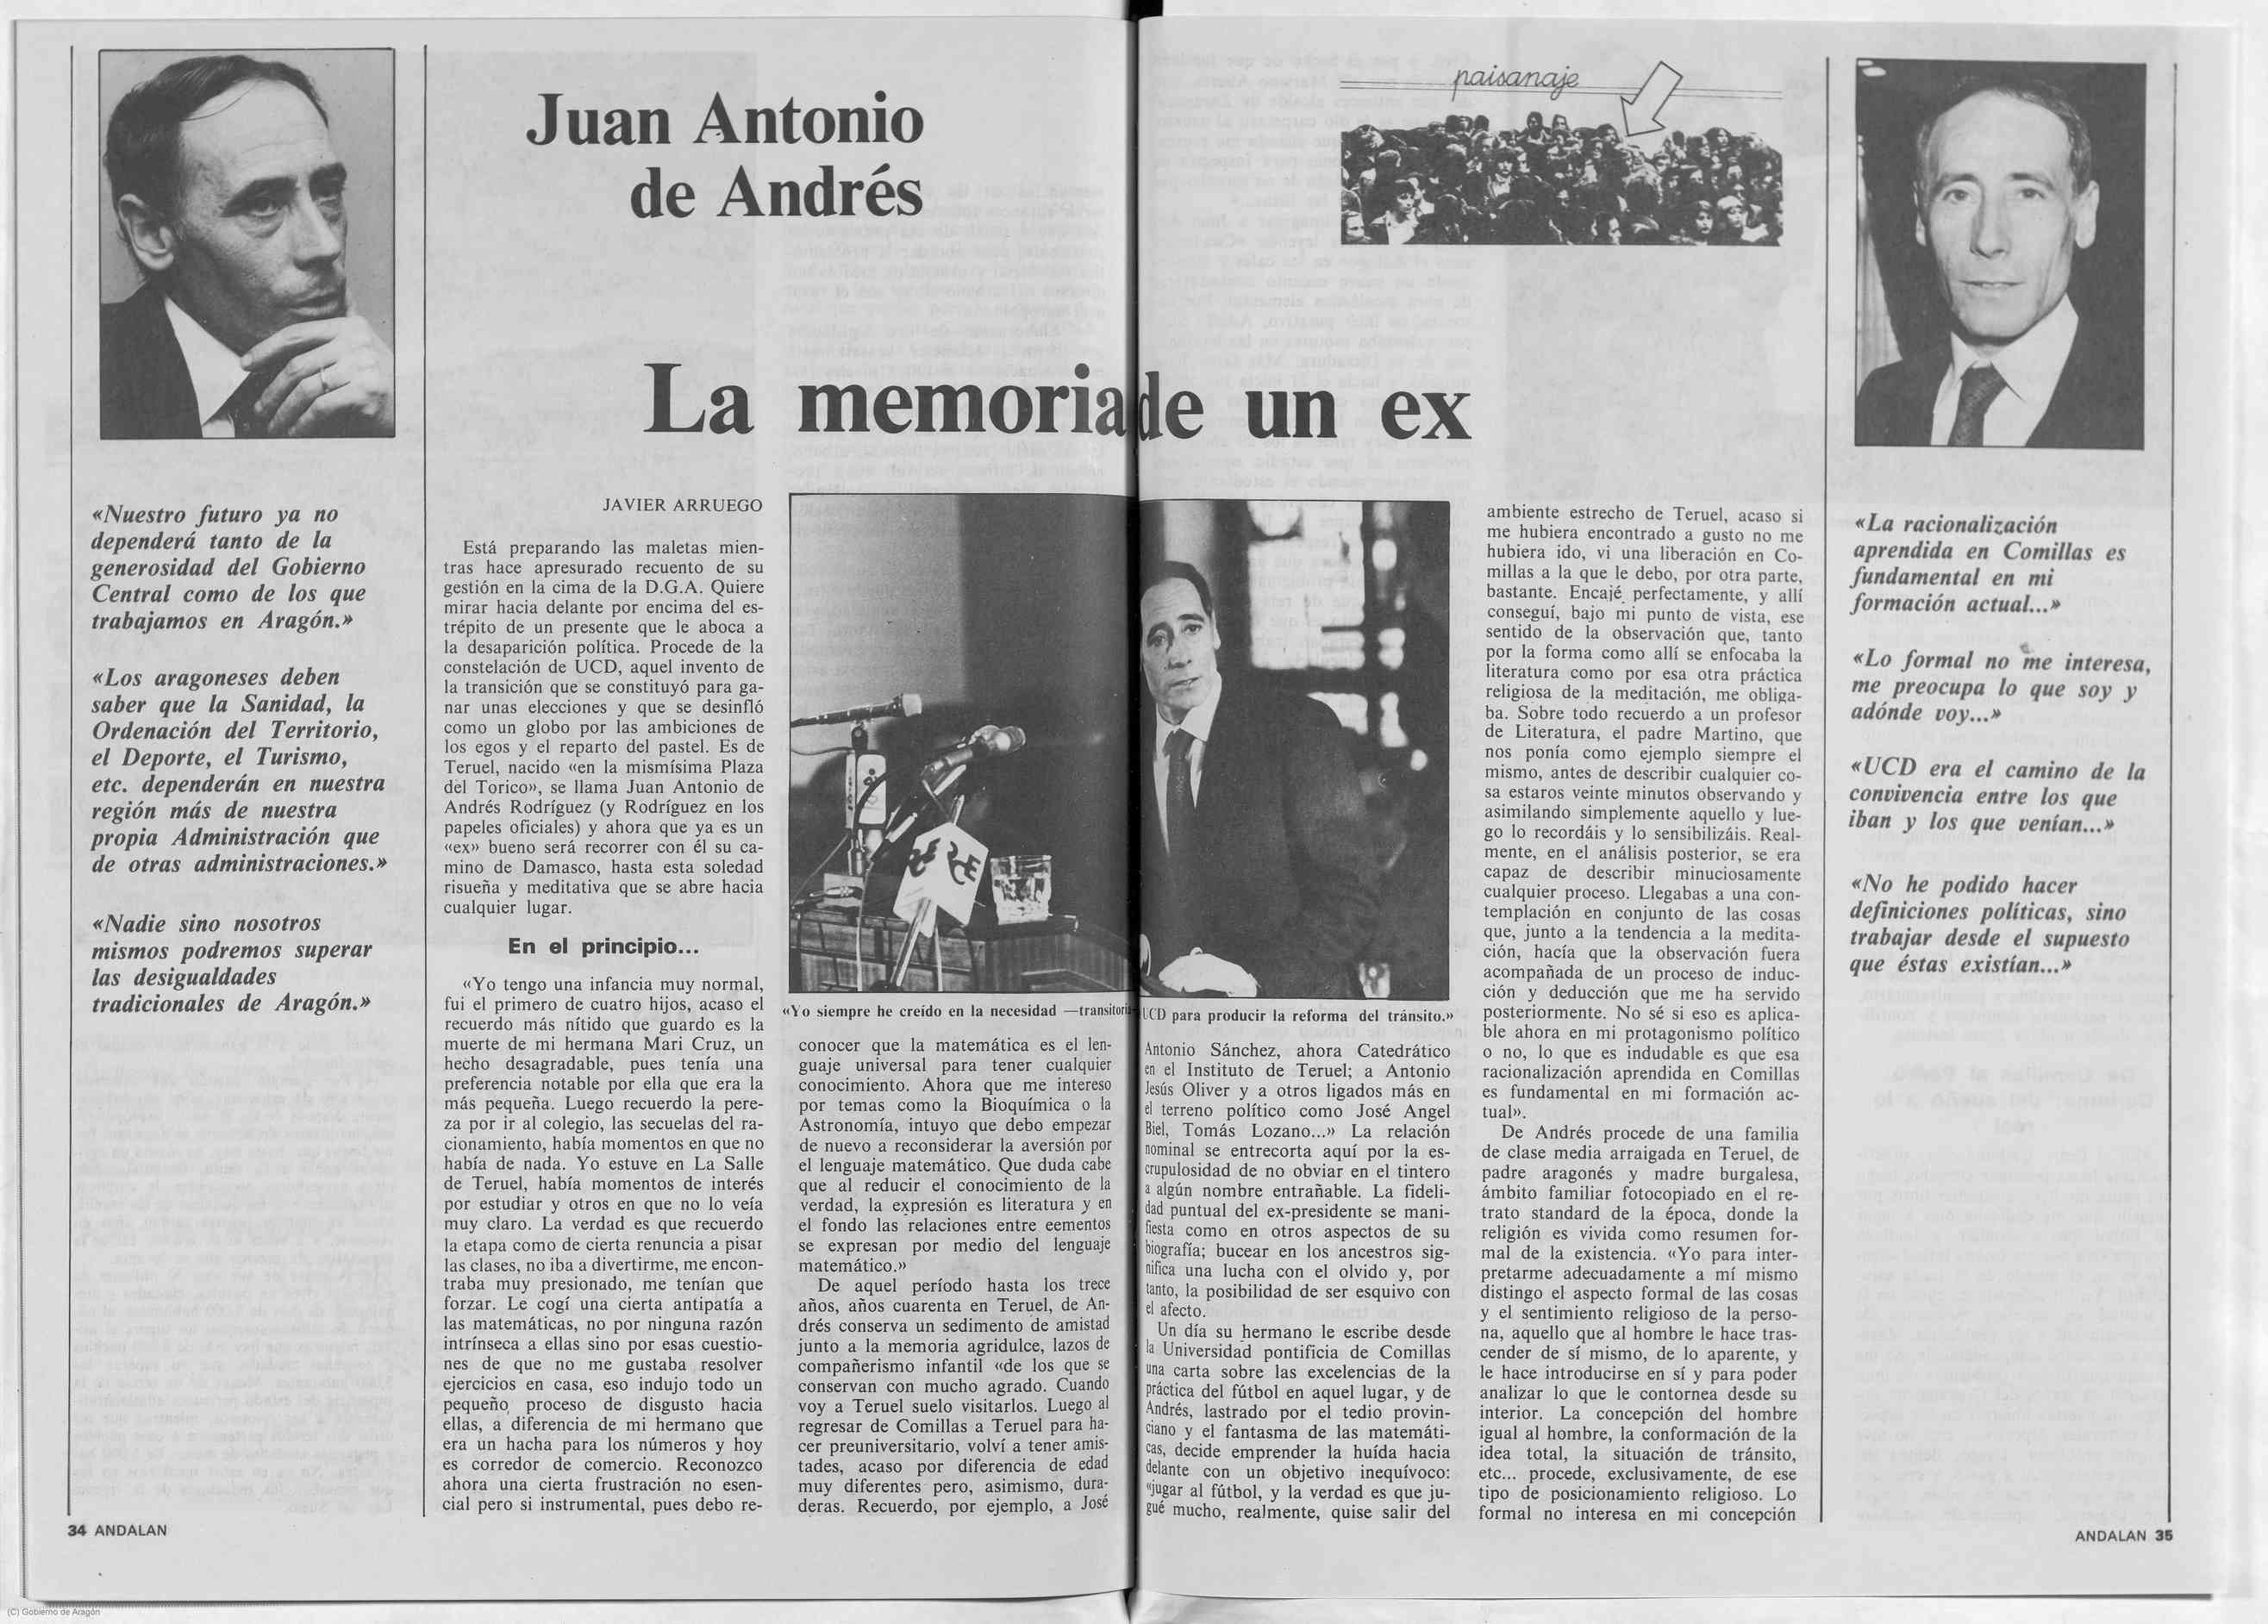 Juan Antonio
de Andrés
paisanaje
La memoria de un ex
«Nuestro futuro ya no
dependerá tanto de la
generosidad del Gobierno
Central como de los que
trabajamos en Aragón.»
«Los aragoneses deben
saber que la Sanidad, la
Ordenación del Territorio,
el Deporte, el Turismo,
etc. dependerán en nuestra
región más de nuestra
propia Administración que
de otras administraciones.»
«Nadie sino nosotros
mismos podremos superar
las desigualdades
tradicionales de Aragón.»
JAVIER ARRUEGO
Está preparando las maletas mien-
tras hace apresurado recuento de su
gestión en la cima de la D.G.A. Quiere
mirar hacia delante por encima del es-
trépito de un presente que le aboca a
la desaparición política. Procede de la
constelación de UCD, aquel invento de
la transición que se constituyó para ga-
nar unas elecciones y que se desinfló
como un globo por las ambiciones de
los egos y el reparto del pastel. Es de
Teruel, nacido «en la mismísima Plaza
del Torico», se llama Juan Antonio de
Andrés Rodríguez (y Rodríguez en los
papeles oficiales) y ahora que ya es un
«ex» bueno será recorrer con él su ca-
mino de Damasco, hasta esta soledad
risueña y meditativa que se abre hacia
cualquier lugar.
En el principio...
«Yo tengo una infancia muy normal,
fui el primero de cuatro hijos, acaso el
recuerdo más nítido que guardo es la
muerte de mi hermana Mari Cruz, un
hecho desagradable, pues tenía una
preferencia notable por ella que era la
más pequeña. Luego recuerdo la pere-
za por ir al colegio, las secuelas del ra-
cionamiento, había momentos en que no
había de nada. Yo estuve en La Salle
de Teruel, había momentos de interés
por estudiar y otros en que no lo veía
muy claro. La verdad es que recuerdo
la etapa como de cierta renuncia a pisar
las clases, no iba a divertirme, me encon-
traba muy presionado, me tenían que
forzar. Le cogí una cierta antipatía a
las matemáticas, no por ninguna razón
intrínseca a ellas sino por esas cuestio-
nes de que no me gustaba resolver
ejercicios en casa, eso indujo todo un
pequeño proceso de disgusto hacia
ellas, a diferencia de mi hermano que
era un hacha para los números y hoy
es corredor de comercio. Reconozco
ahora una cierta frustración no esen-
cial pero si instrumental, pues debo re-
«Yo siempre he creído en la necesidad —transitoria— UCD para producir la reforma del tránsito.»
conocer que la matemática es el len-
guaje universal para tener cualquier
conocimiento. Ahora que me intereso
por temas como la Bioquímica o la
Astronomía, intuyo que debo empezar
de nuevo a reconsiderar la aversión por
el lenguaje matemático. Que duda cabe
que al reducir el conocimiento de la
verdad, la expresión es literatura y en
el fondo las relaciones entre eementos
se expresan por medio del lenguaje
matemático.»
De aquel período hasta los trece
años, años cuarenta en Teruel, de An-
drés conserva un sedimento de amistad
junto a la memoria agridulce, lazos de
compañerismo infantil «de los que se
conservan con mucho agrado. Cuando
voy a Teruel suelo visitarlos. Luego al
regresar de Comillas a Teruel para ha-
cer preuniversitario, volví a tener amis-
tades, acaso por diferencia de edad
muy diferentes pero, asimismo, dura-
deras. Recuerdo, por ejemplo, a José
Antonio Sánchez, ahora Catedrático
en el Instituto de Teruel; a Antonio
Jesús Oliver y a otros ligados más en
el terreno político como José Angel
Biel, Tomás Lozano...» La relación
nominal se entrecorta aquí por la es-
crupulosidad de no obviar en el tintero
a algún nombre entrañable. La fideli-
dad puntual del ex-presidente se mani-
fiesta como en otros aspectos de su
biografía; bucear en los ancestros sig-
nifica una lucha con el olvido y, por
tanto, la posibilidad de ser esquivo con
el afecto.
Un día su hermano le escribe desde
la Universidad pontificia de Comillas
una carta sobre las excelencias de la
práctica del fútbol en aquel lugar, y de
Andrés, lastrado por el tedio provin-
ciano y el fantasma de las matemáti-
cas, decide emprender la huída hacia
delante con un objetivo inequívoco:
"jugar al fútbol, y la verdad es que ju-
gué mucho, realmente, quise salir del
ambiente estrecho de Teruel, acaso si
me hubiera encontrado a gusto no me
hubiera ido, vi una liberación en Co-
millas a la que le debo, por otra parte,
bastante. Encajé perfectamente, y allí
conseguí, bajo mi punto de vista, ese
sentido de la observación que, tanto
por la forma como allí se enfocaba la
literatura como por esa otra práctica
religiosa de la meditación, me obliga-
ba. Sobre todo recuerdo a un profesor
de Literatura, el padre Martino, que
nos ponía como ejemplo siempre el
mismo, antes de describir cualquier co-
sa estaros veinte minutos observando y
asimilando simplemente aquello y lue-
go lo recordáis y lo sensibilizáis. Real-
mente, en el análisis posterior, se era
capaz de describir minuciosamente
cualquier proceso. Llegabas a una con-
templación en conjunto de las cosas
que, junto a la tendencia a la medita-
ción, hacía que la observación fuera
acompañada de un proceso de induc-
ción y deducción que me ha servido
posteriormente. No sé si eso es aplica-
ble ahora en mi protagonismo político
o no, lo que es indudable es que esa
racionalización aprendida en Comillas
es fundamental en mi formación ac-
tual».
De Andrés procede de una familia
de clase media arraigada en Teruel, de
padre aragonés y madre burgalesa,
ámbito familiar fotocopiado en el re-
trato standard de la época, donde la
religión es vivida como resumen for-
mal de la existencia. «Yo para inter-
pretarme adecuadamente a mí mismo
distingo el aspecto formal de las cosas
y el sentimiento religioso de la perso-
na, aquello que al hombre le hace tras-
cender de sí mismo, de lo aparente, y
le hace introducirse en sí y para poder
analizar lo que le contornea desde su
interior. La concepción del hombre
igual al hombre, la conformación de la
idea total, la situación de tránsito,
etc... procede, exclusivamente, de ese
tipo de posicionamiento religioso. Lo
formal no interesa en mi concepción
«La racionalización
aprendida en Comillas es
fundamental en mi
formación actual...»
«Lo formal no me interesa,
me preocupa lo que soy y
adónde voy...»
«UCD era el camino de la
convivencia entre los que
iban y los que venían...»
«No he podido hacer
definiciones políticas, sino
trabajar desde el supuesto
que éstas existían...»
34 ANDALAN
ANDALAN 35
(C) Gobierno de Aragón